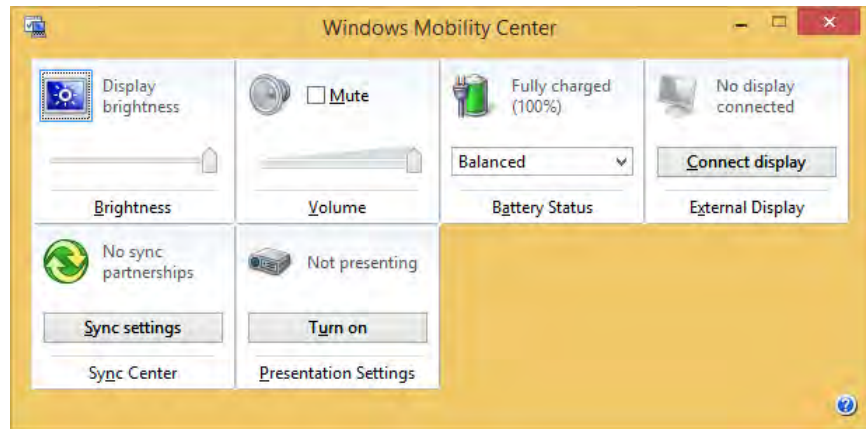 Windows Mobility Center
Display
brightness
Brightness
Mute
Volume
Fully charged
(100%)
Balanced
Battery Status
No display
connected
Connect display
External Display
No sync
partnerships
Sync settings
Sync Center
Not presenting
Turn on
Presentation Settings
?